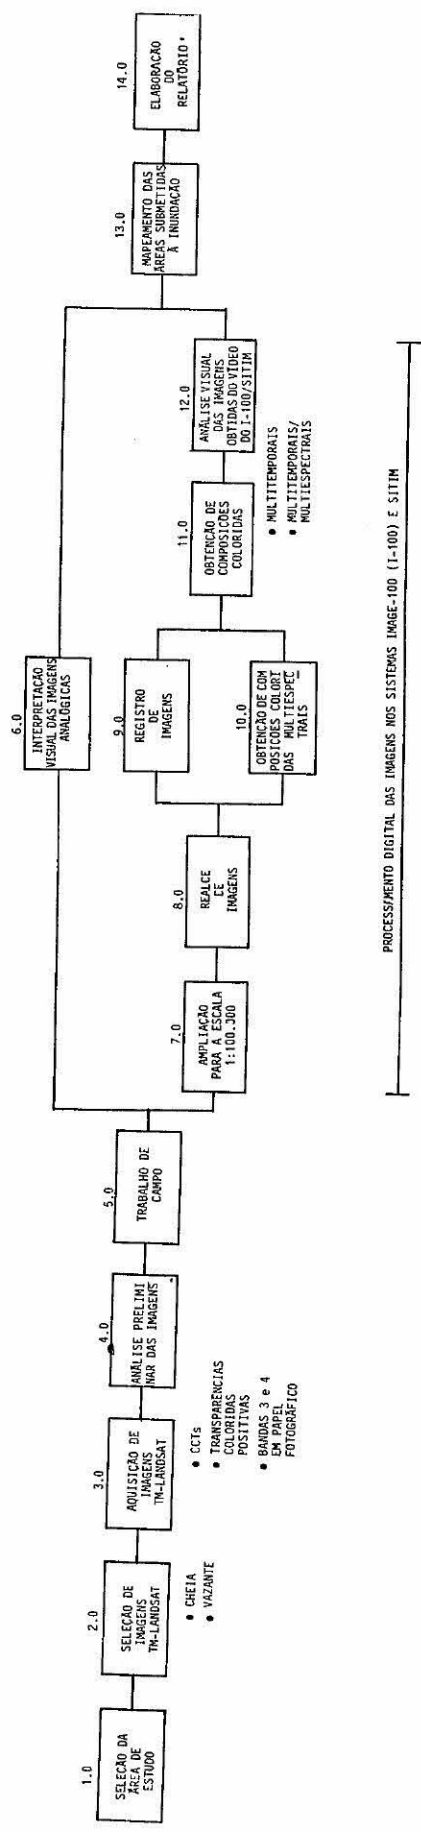 1.0
SELEÇÃO DA
ÁREA DE
ESTUDO
2.0
SELEÇÃO DE
IMAGENS
TM-LANDSAT
● CHEIA
● VAZANTE
3.0
AQUISIÇÃO DE
IMAGENS
TM-LANDSAT
● CCTs
● TRANSPARÊNCIAS
COLORIDAS
POSITIVAS
● BANDAS 3 e 4
EM PAPEL
FOTOGRÁFICO
4.0
ANÁLISE PRELIMI
NAR DAS IMAGENS
5.0
TRABALHO DE
CAMPO
6.0
INTERPRETAÇÃO
VISUAL DAS IMAGENS
ANALÓGICAS
7.0
AMPLIAÇÃO
PARA A ESCALA
1:100.000
8.0
REALCE
CE
IMAGENS
9.0
REGISTRO
DE
IMAGENS
10.0
OBTENÇÃO DE COM
POSIÇÕES COLORI
DAS MULTIESPEC
TRAIS
11.0
OBTENÇÃO DE
COMPOSIÇÕES
COLORIDAS
● MULTITEMPORAIS
● MULTITEMPORAIS/
MULTIESPECTRAIS
12.0
ANÁLISE VISUAL
DAS IMAGENS
OBTIDAS DO VÍDEO
DO I-100/SITIM
13.0
MAPEAMENTO DAS
ÁREAS SUBMETIDAS
À INUNDAÇÃO
14.0
ELABORAÇÃO
DO
RELATÓRIO
PROCESSAMENTO DIGITAL DAS IMAGENS NOS SISTEMAS IMAGE-100 (I-100) E SITIM